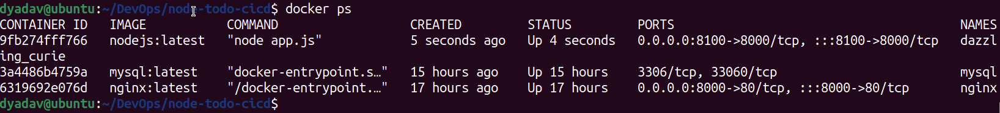 dyadav@ubuntu:~/DevOps/node-todo-cicd$ docker ps
CONTAINER ID   IMAGE           COMMAND                  CREATED         STATUS         PORTS                                       NAMES
9fb274fff766   nodejs:latest   "node app.js"            5 seconds ago   Up 4 seconds   0.0.0.0:8100->8000/tcp, :::8100->8000/tcp   dazzl
ing_curie
3a4486b4759a   mysql:latest    "docker-entrypoint.s…"   15 hours ago    Up 15 hours    3306/tcp, 33060/tcp                         mysql
6319692e076d   nginx:latest    "/docker-entrypoint.…"   17 hours ago    Up 17 hours    0.0.0.0:8000->80/tcp, :::8000->80/tcp       nginx
dyadav@ubuntu:~/DevOps/node-todo-cicd$